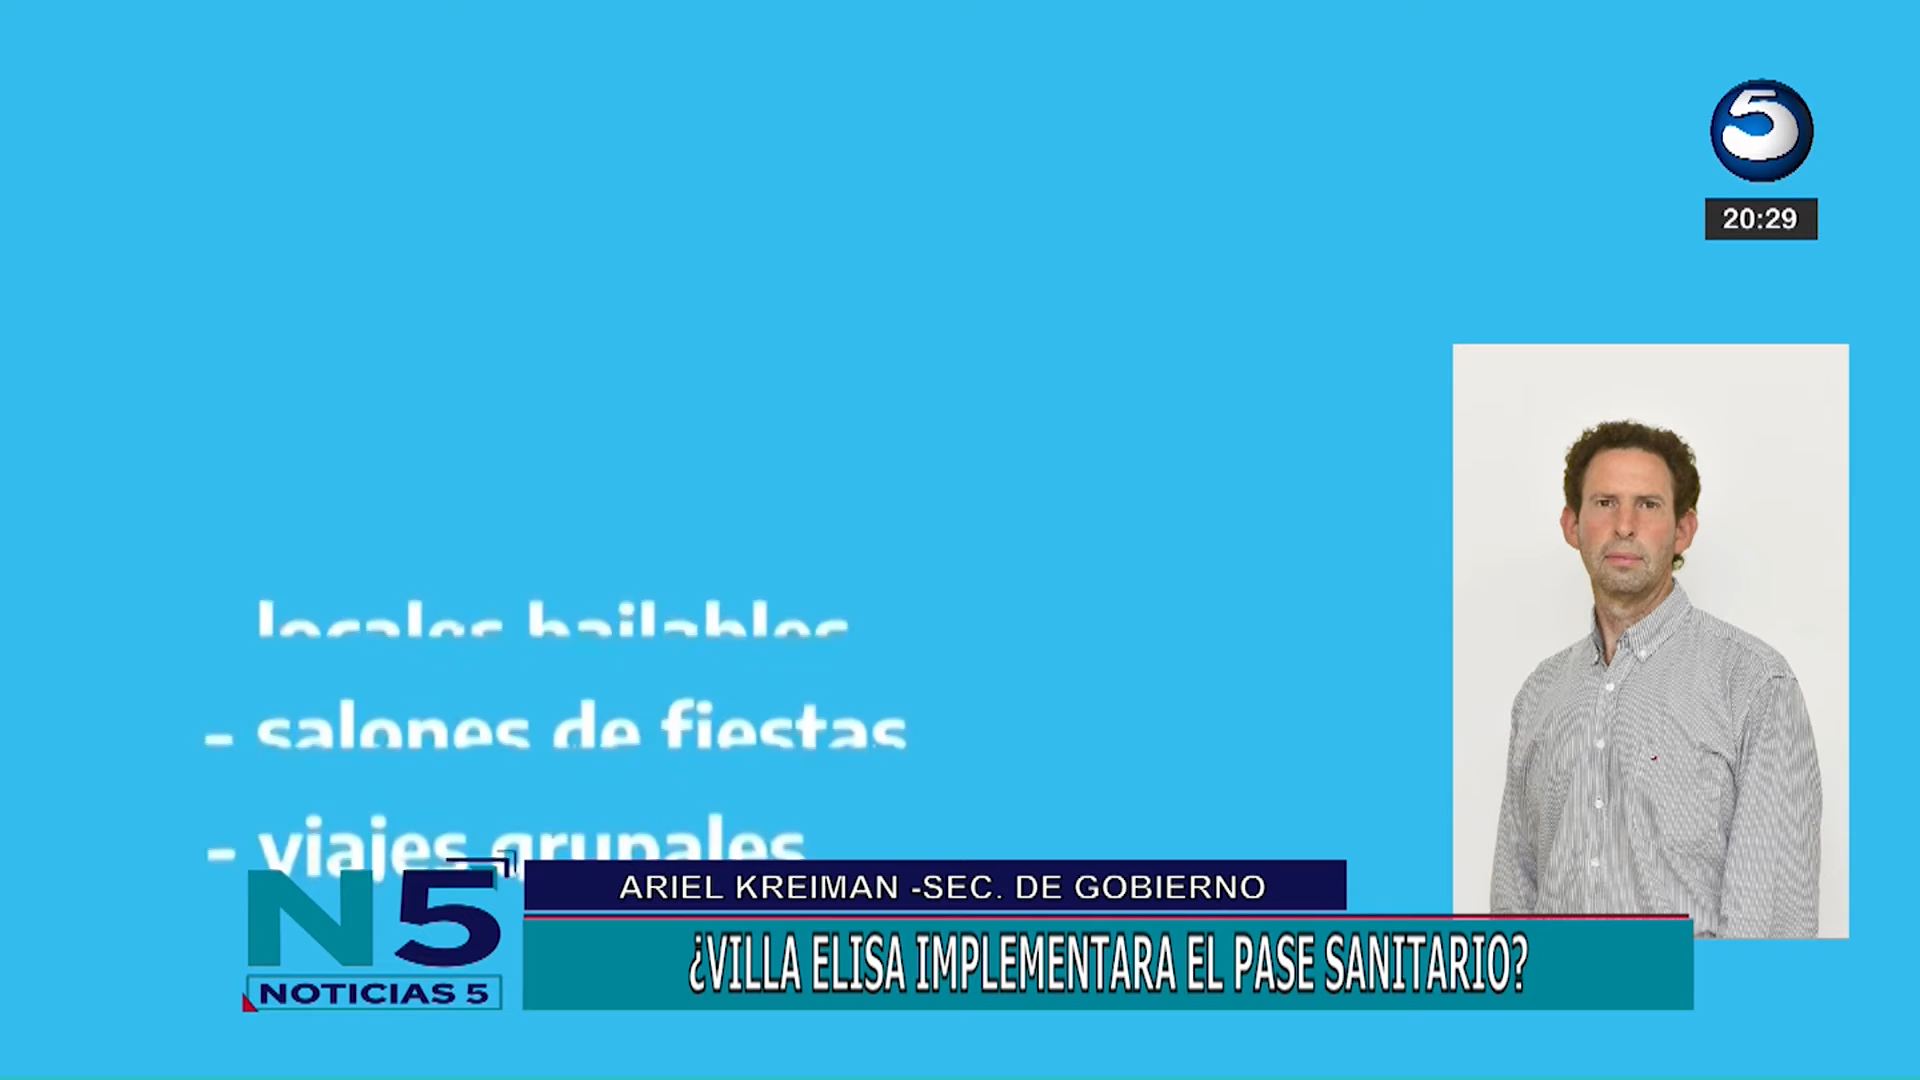 5
20:29
locales bailables
- salones de fiestas
- viajes grupales
N5
NOTICIAS 5
ARIEL KREIMAN -SEC. DE GOBIERNO
¿VILLA ELISA IMPLEMENTARA EL PASE SANITARIO?